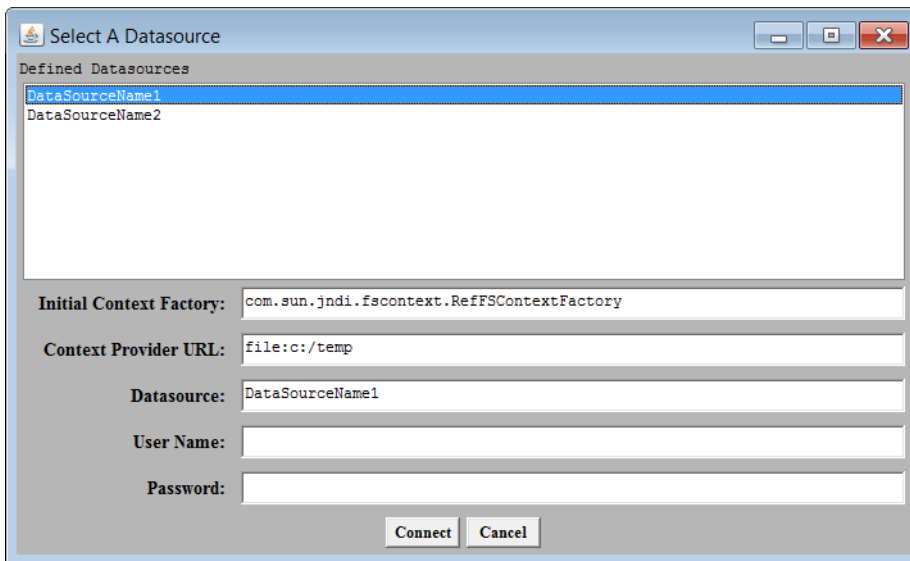 Select A Datasource
Defined Datasources
DataSourceName1
DataSourceName2
Initial Context Factory: com.sun.jndi.fscontext.RefFSContextFactory
Context Provider URL: file:c:/temp
Datasource: DataSourceName1
User Name:
Password:
Connect Cancel